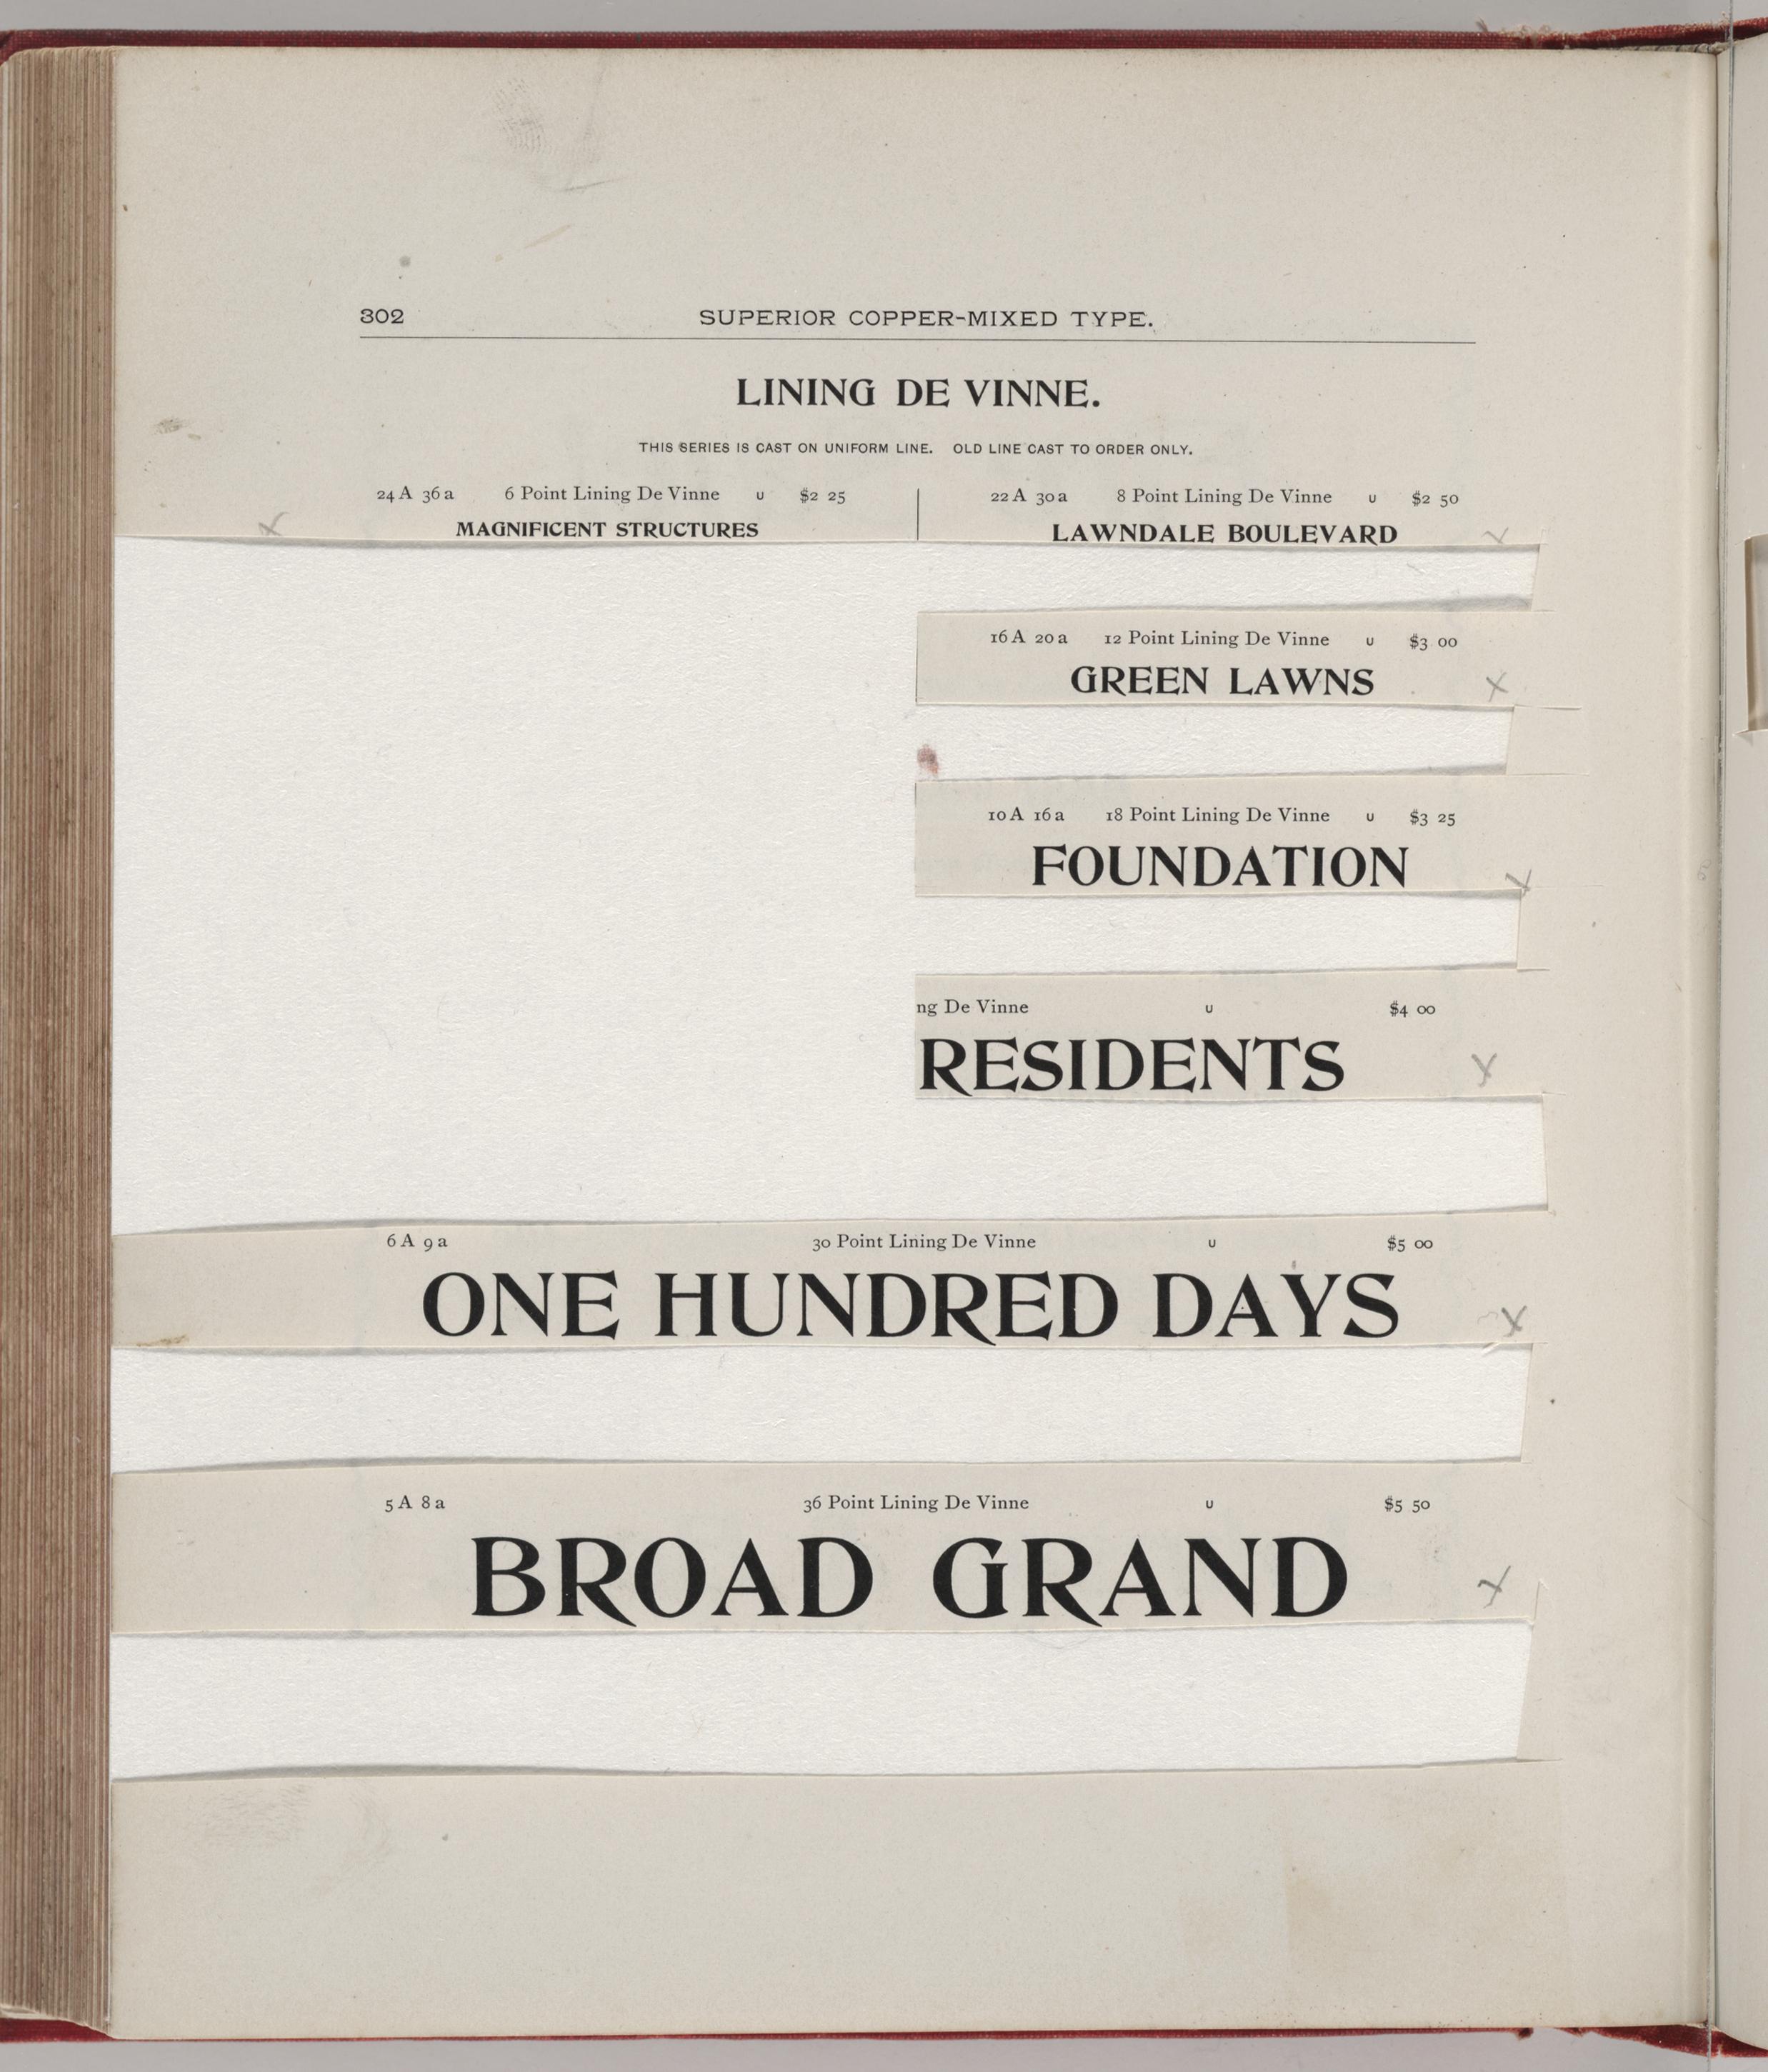 302 SUPERIOR COPPER-MIXED TYPE.
LINING DE VINNE.
THIS SERIES IS CAST ON UNIFORM LINE. OLD LINE CAST TO ORDER ONLY.
24 A 36 a 6 Point Lining De Vinne u $2 25
MAGNIFICENT STRUCTURES
22 A 30 a 8 Point Lining De Vinne u $2 50
LAWNDALE BOULEVARD
16 A 20 a 12 Point Lining De Vinne u $3 00
GREEN LAWNS
10 A 16 a 18 Point Lining De Vinne u $3 25
FOUNDATION
ng De Vinne u $4 00
RESIDENTS
6 A 9 a 30 Point Lining De Vinne u $5 00
ONE HUNDRED DAYS
5 A 8 a 36 Point Lining De Vinne u $5 50
BROAD GRAND